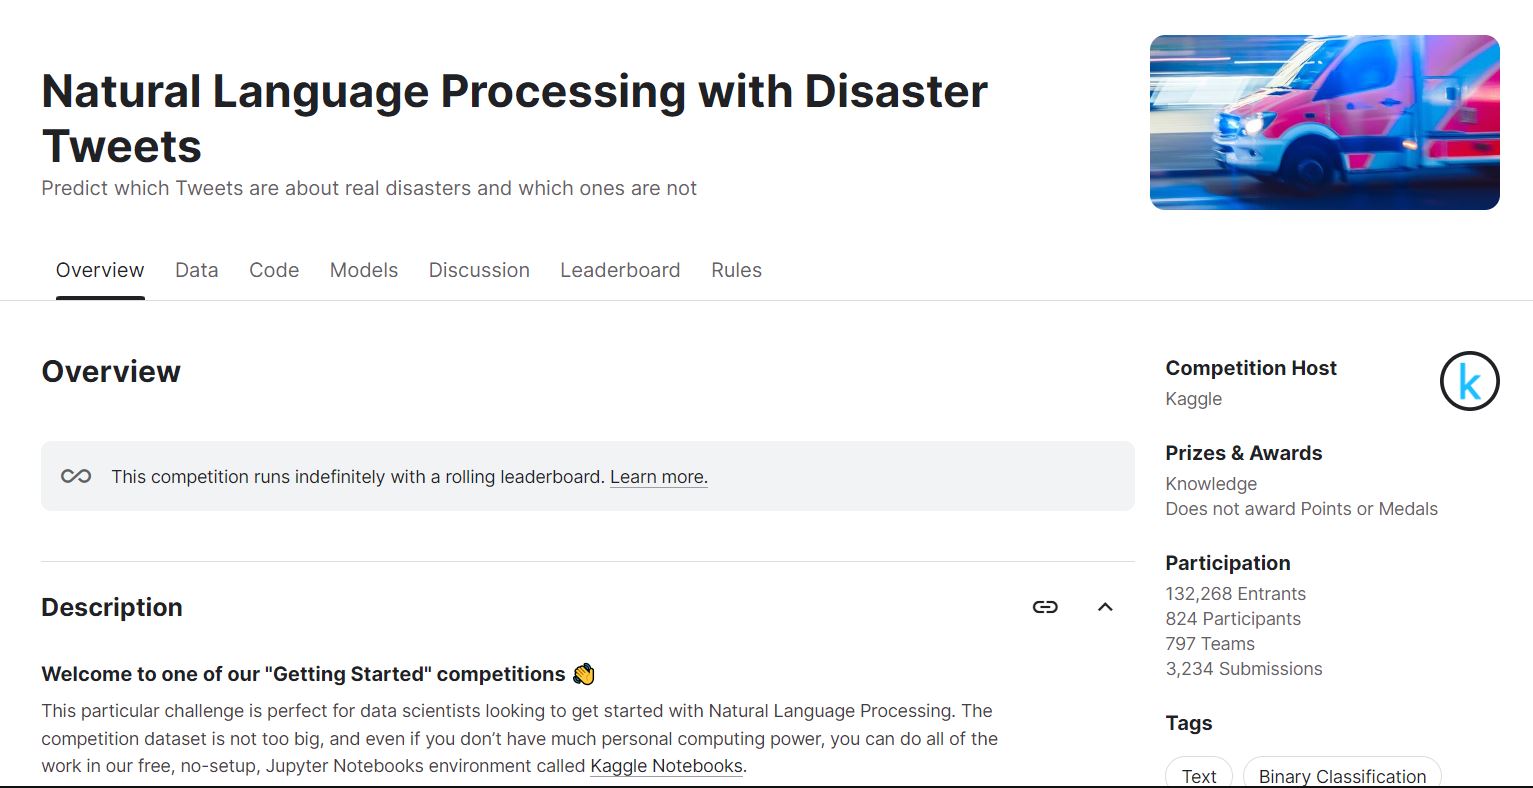 Natural Language Processing with Disaster
Tweets
Predict which Tweets are about real disasters and which ones are not
Overview Data Code Models Discussion Leaderboard Rules
Overview
This competition runs indefinitely with a rolling leaderboard. Learn more.
Description
Welcome to one of our "Getting Started" competitions 👋
This particular challenge is perfect for data scientists looking to get started with Natural Language Processing. The
competition dataset is not too big, and even if you don’t have much personal computing power, you can do all of the
work in our free, no-setup, Jupyter Notebooks environment called Kaggle Notebooks.
Competition Host
Kaggle
k
Prizes & Awards
Knowledge
Does not award Points or Medals
Participation
132,268 Entrants
824 Participants
797 Teams
3,234 Submissions
Tags
Text Binary Classification